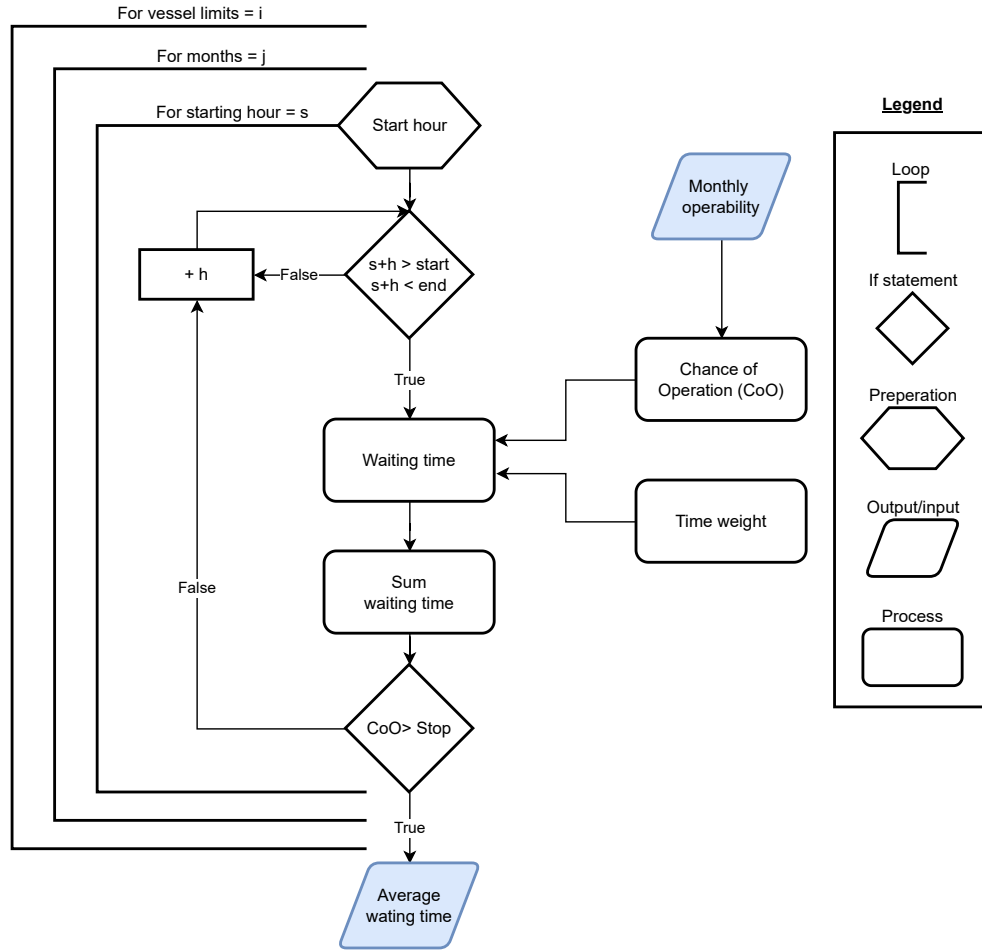 For vessel limits = i
For months = j
For starting hour = s
Start hour
s+h > start
s+h < end
False
+ h
True
Waiting time
Sum
waiting time
False
CoO> Stop
True
Average
wating time
Monthly
operability
Chance of
Operation (CoO)
Time weight
Legend
Loop
If statement
Preperation
Output/input
Process